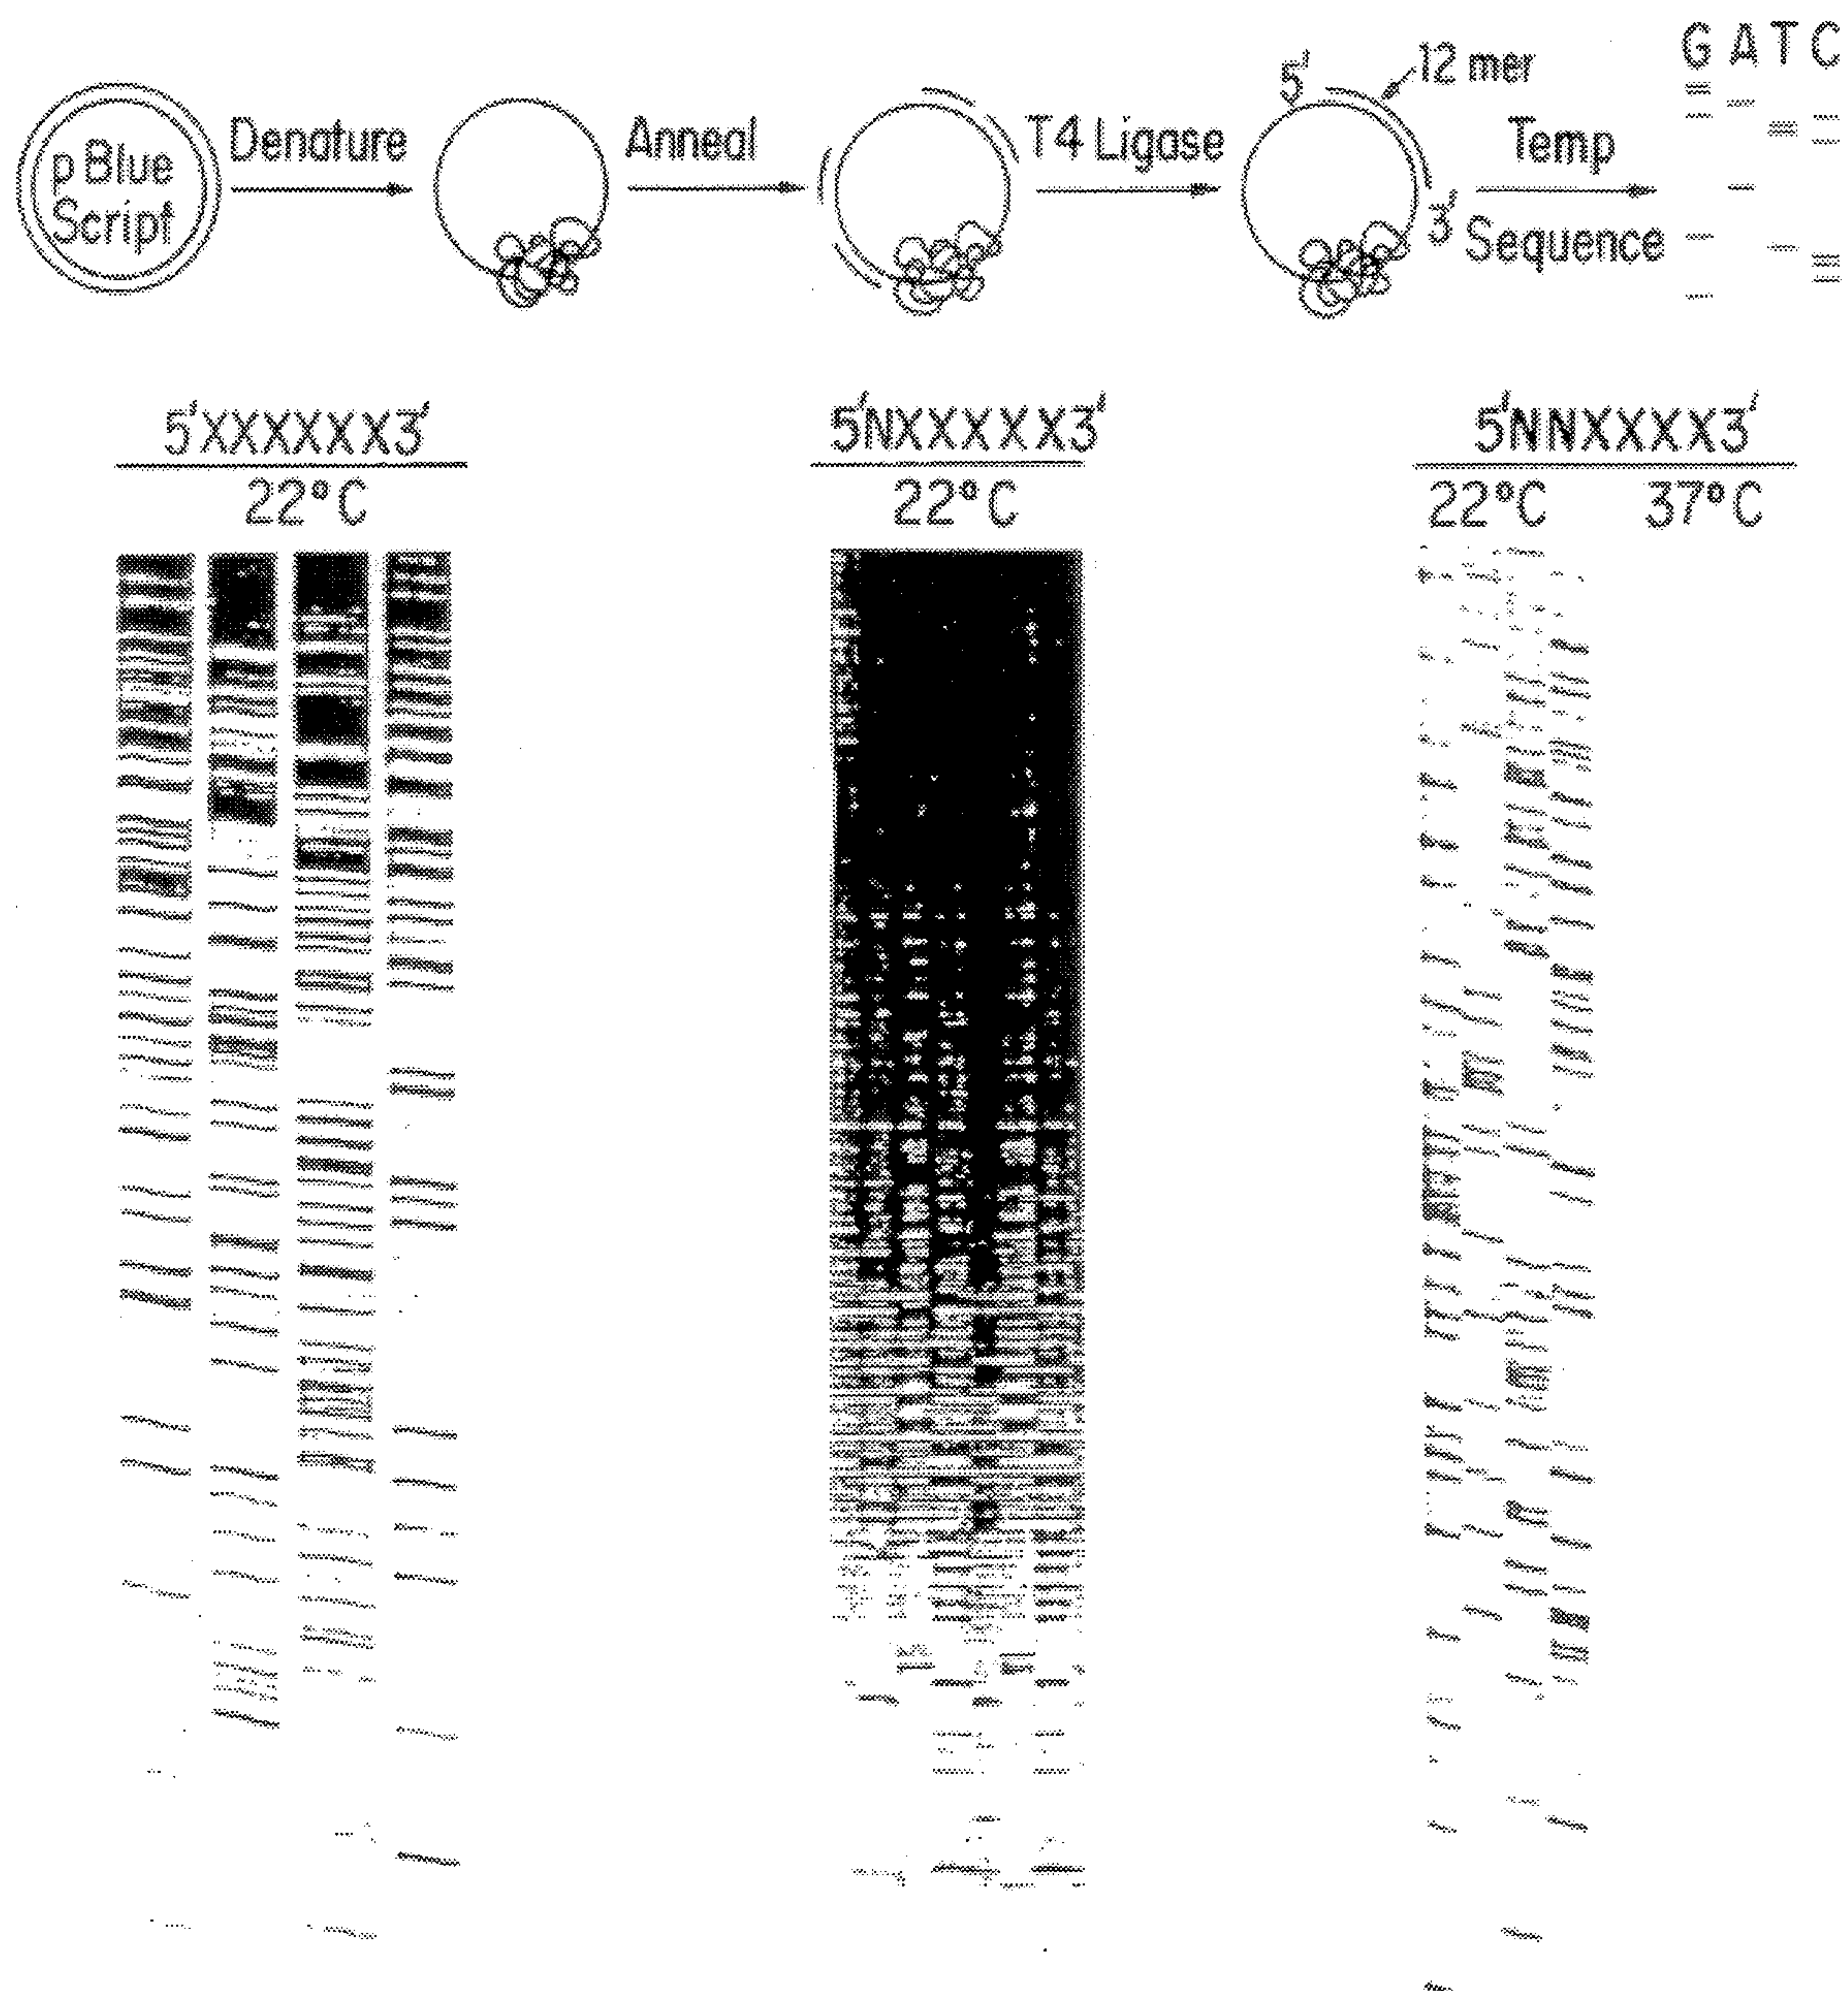 p Blue
Script
Denature
Anneal
T4 Ligase
5'
12 mer
3'
Temp
Sequence
G A T C
5'XXXXXX3'
22°C
5'NXXXXX3'
22°C
5'NNXXXX3'
22°C 37°C